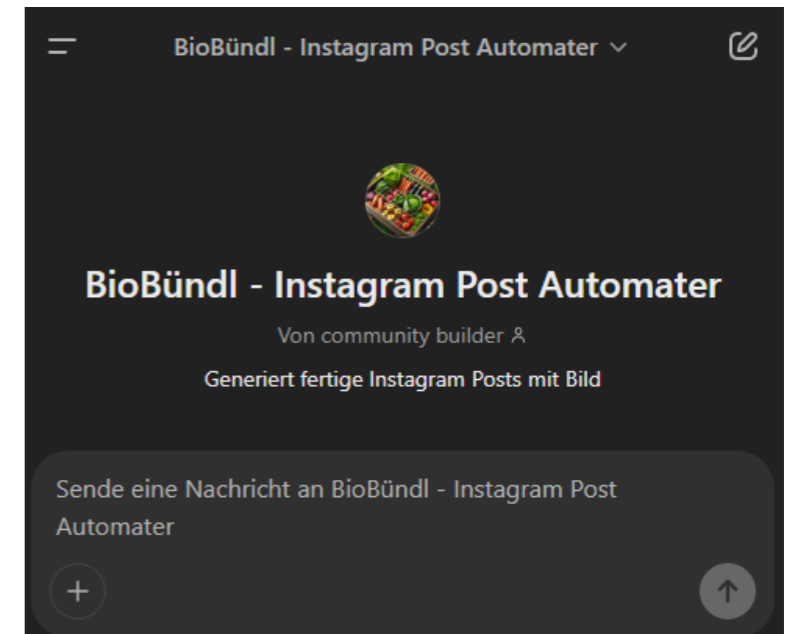 BioBündl - Instagram Post Automater
BioBündl - Instagram Post Automater
Von community builder
Generiert fertige Instagram Posts mit Bild
Sende eine Nachricht an BioBündl - Instagram Post
Automater